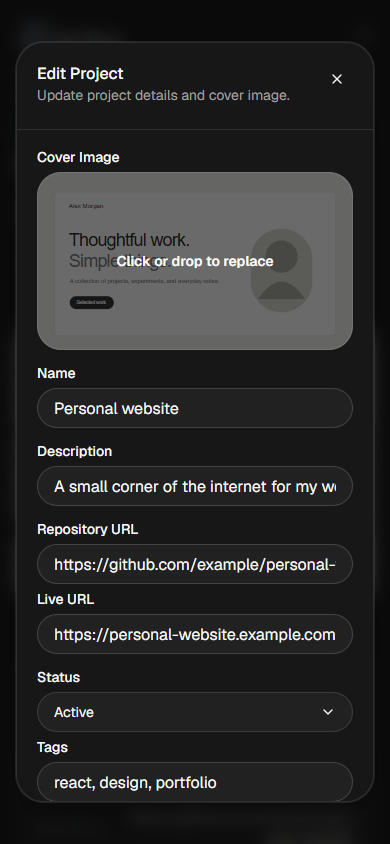 Edit Project
Update project details and cover image.
Cover Image
Alex Morgan
Thoughtful work.
Click or drop to replace
A collection of projects, experiments, and everyday notes.
Selected work
Name
Personal website
Description
A small corner of the internet for my
Repository URL
https://github.com/example/personal-
Live URL
https://personal-website.example.com
Status
Active
Tags
react, design, portfolio